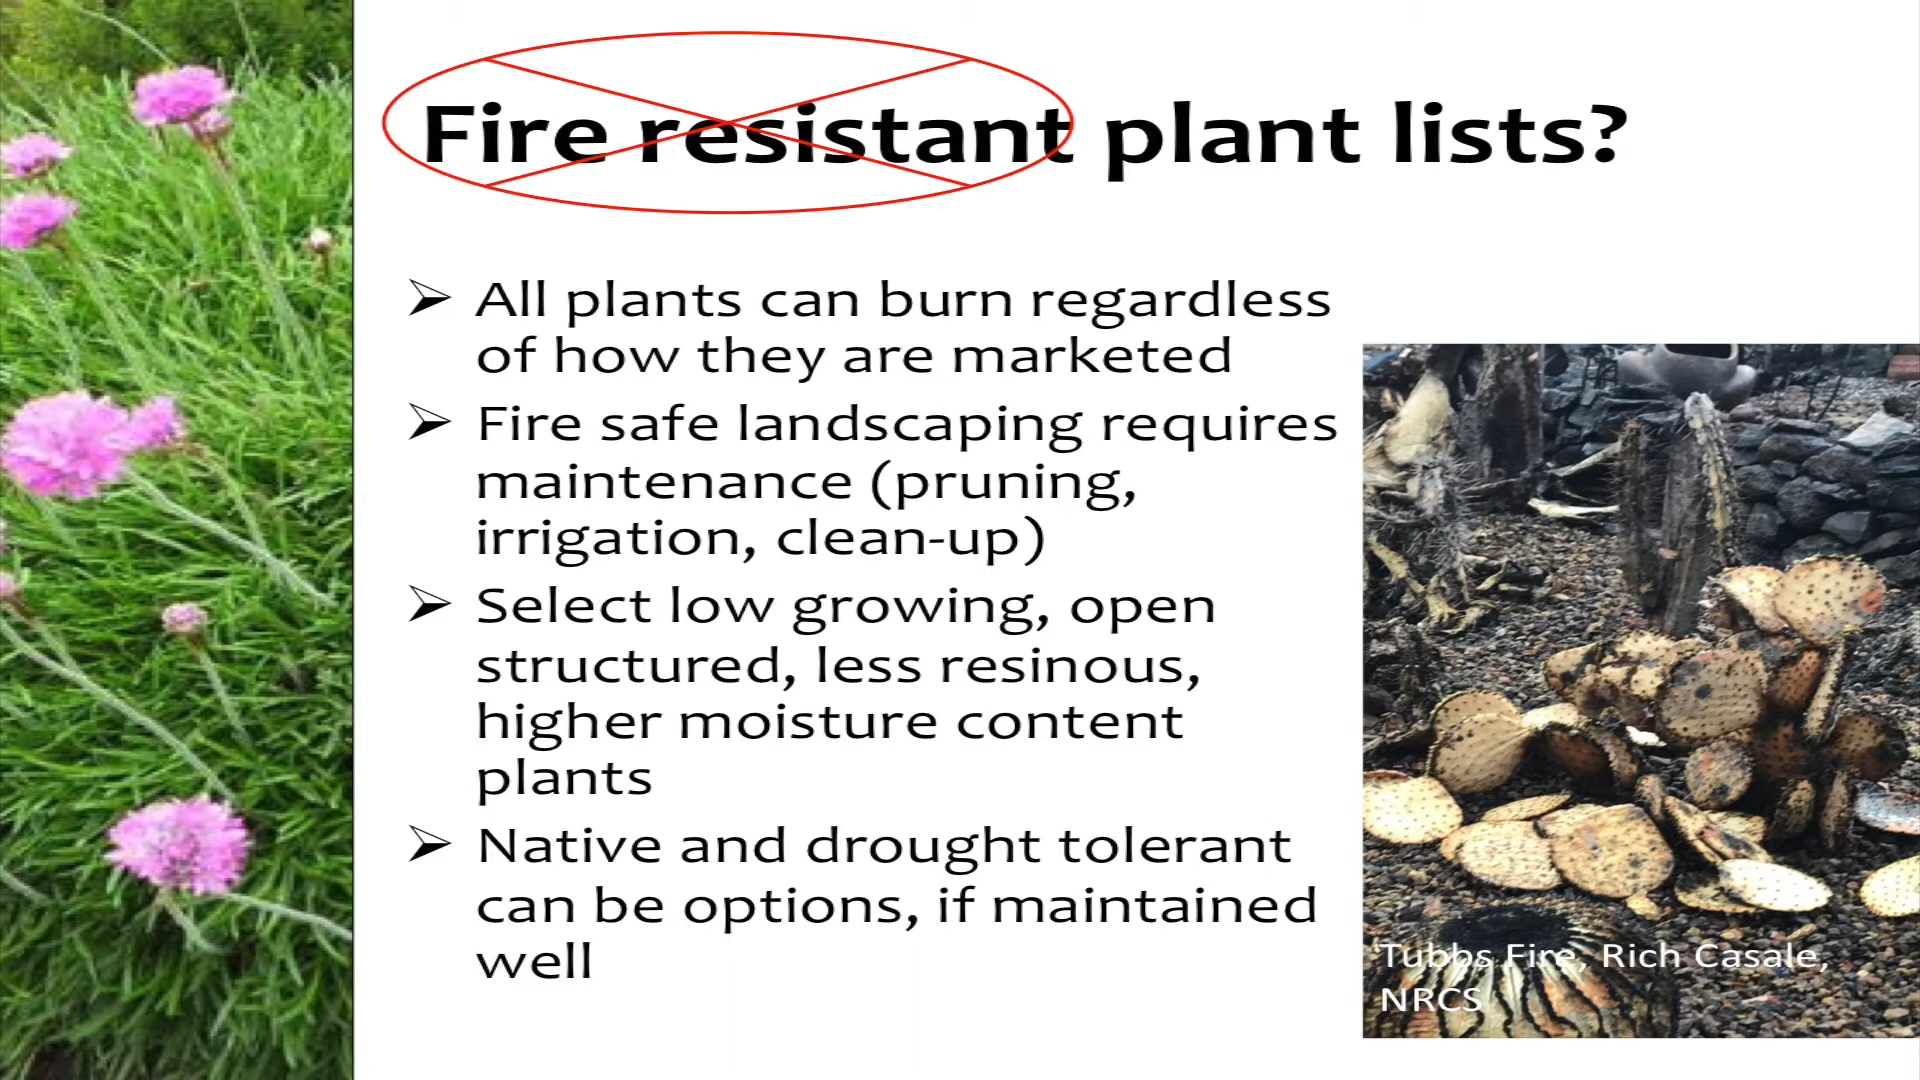 Fire resistant plant lists?
All plants can burn regardless
of how they are marketed
Fire safe landscaping requires
maintenance (pruning,
irrigation, clean-up)
Select low growing, open
structured, less resinous,
higher moisture content
plants
Native and drought tolerant
can be options, if maintained
well
Tubbs Fire, Rich Casale,
NRCS